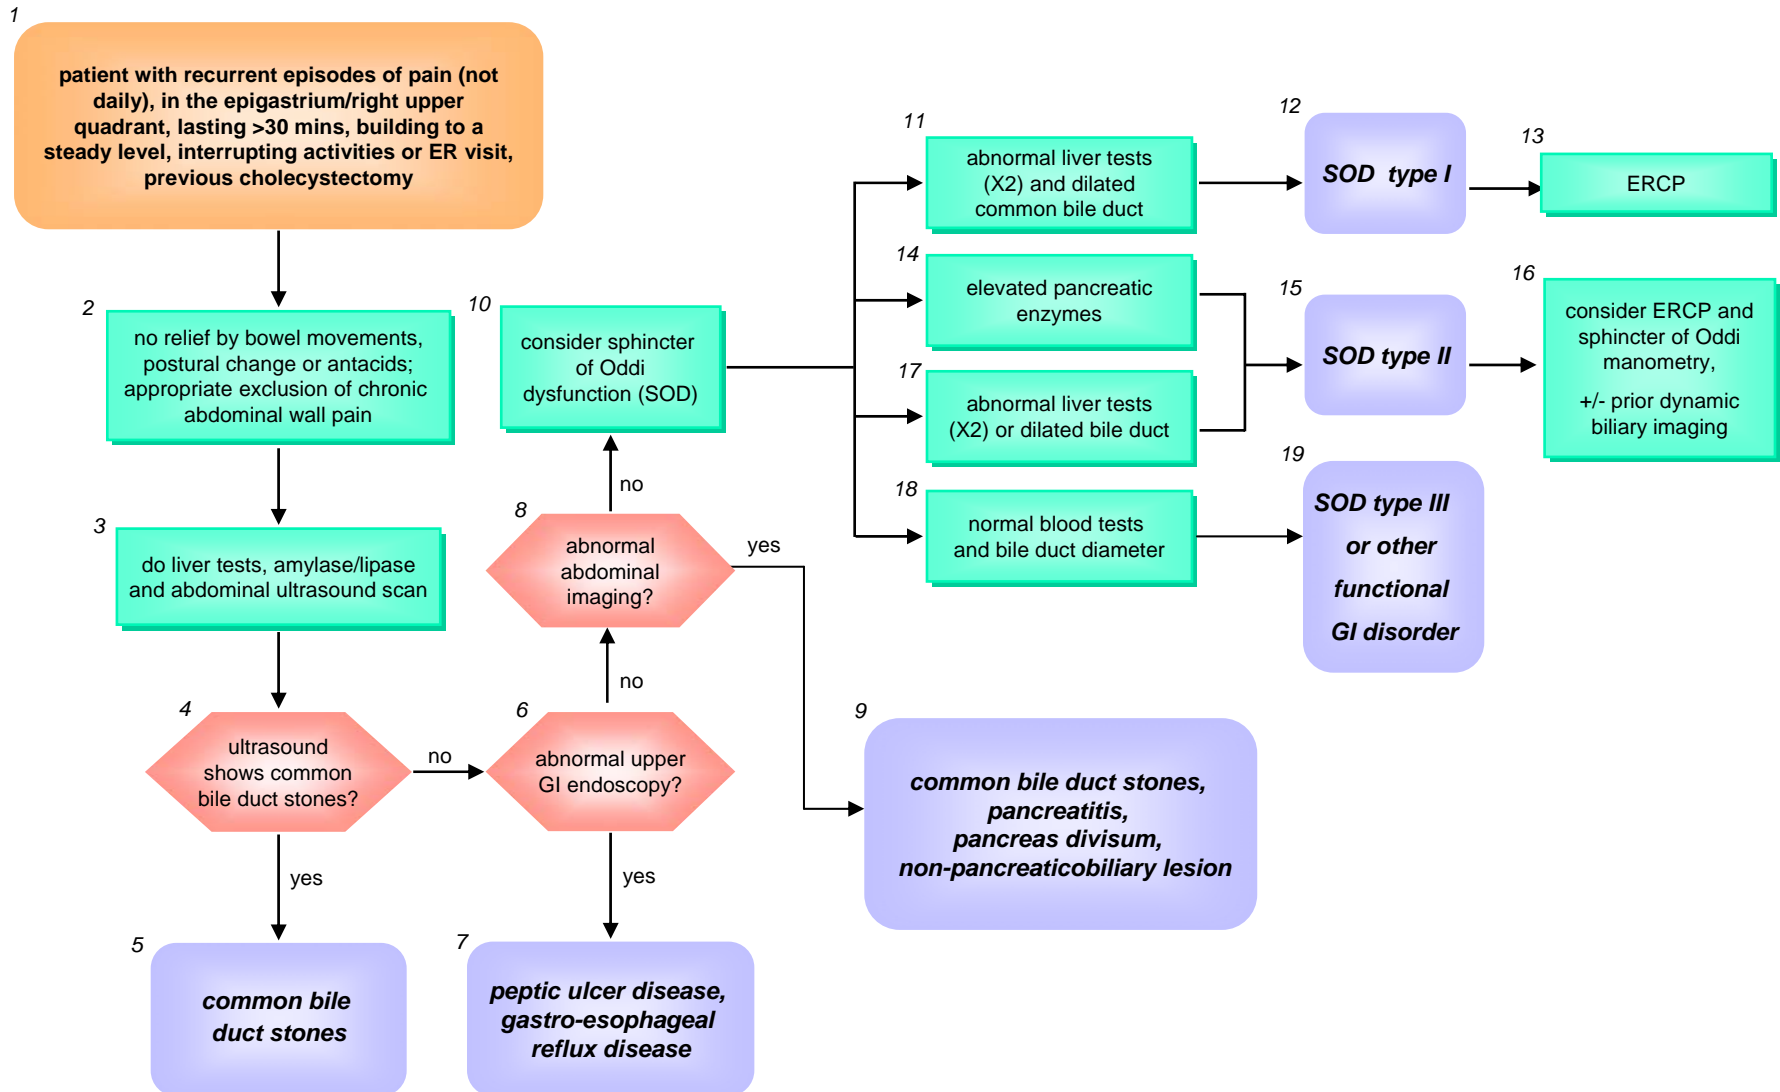 1
patient with recurrent episodes of pain (not
daily), in the epigastrium/right upper
quadrant, lasting >30 mins, building to a
steady level, interrupting activities or ER visit,
previous cholecystectomy
2
no relief by bowel movements,
postural change or antacids;
appropriate exclusion of chronic
abdominal wall pain
3
do liver tests, amylase/lipase
and abdominal ultrasound scan
4
ultrasound
shows common
bile duct stones?
no
yes
5
common bile
duct stones
6
abnormal upper
GI endoscopy?
no
yes
7
peptic ulcer disease,
gastro-esophageal
reflux disease
8
abnormal
abdominal
imaging?
no
yes
9
common bile duct stones,
pancreatitis,
pancreas divisum,
non-pancreaticobiliary lesion
10
consider sphincter
of Oddi
dysfunction (SOD)
11
abnormal liver tests
(X2) and dilated
common bile duct
12
SOD type I
13
ERCP
14
elevated pancreatic
enzymes
15
SOD type II
16
consider ERCP and
sphincter of Oddi
manometry,
+/- prior dynamic
biliary imaging
17
abnormal liver tests
(X2) or dilated bile duct
18
normal blood tests
and bile duct diameter
19
SOD type III
or other
functional
GI disorder